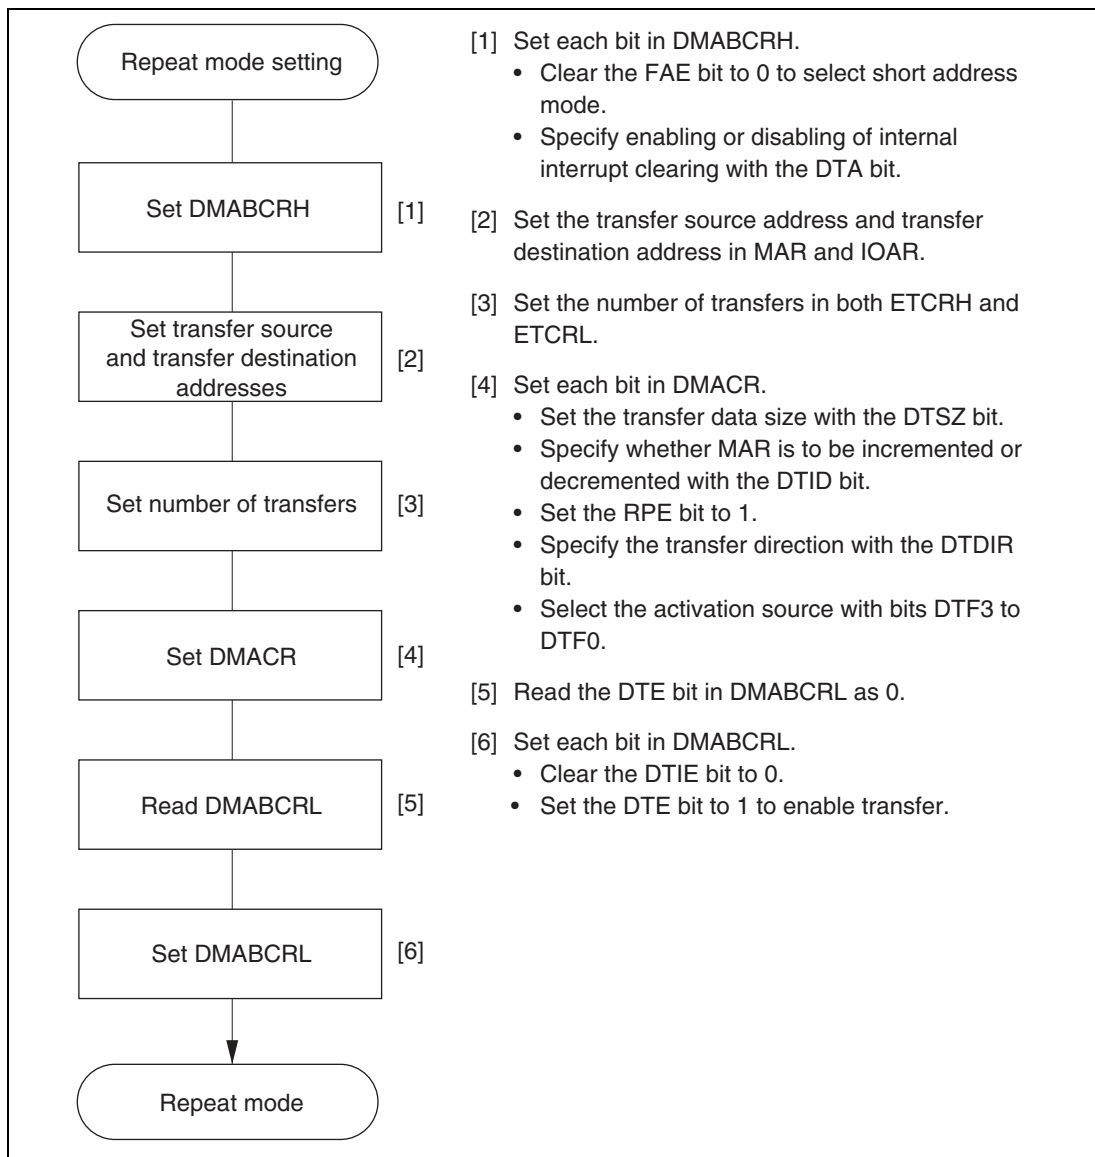 Repeat mode setting
Set DMABCRH
[1]
Set transfer source
and transfer destination
addresses
[2]
Set number of transfers
[3]
Set DMACR
[4]
Read DMABCRL
[5]
Set DMABCRL
[6]
Repeat mode
[1] Set each bit in DMABCRH.
• Clear the FAE bit to 0 to select short address
mode.
• Specify enabling or disabling of internal
interrupt clearing with the DTA bit.
[2] Set the transfer source address and transfer
destination address in MAR and IOAR.
[3] Set the number of transfers in both ETCRH and
ETCRL.
[4] Set each bit in DMACR.
• Set the transfer data size with the DTSZ bit.
• Specify whether MAR is to be incremented or
decremented with the DTID bit.
• Set the RPE bit to 1.
• Specify the transfer direction with the DTDIR
bit.
• Select the activation source with bits DTF3 to
DTF0.
[5] Read the DTE bit in DMABCRL as 0.
[6] Set each bit in DMABCRL.
• Clear the DTIE bit to 0.
• Set the DTE bit to 1 to enable transfer.